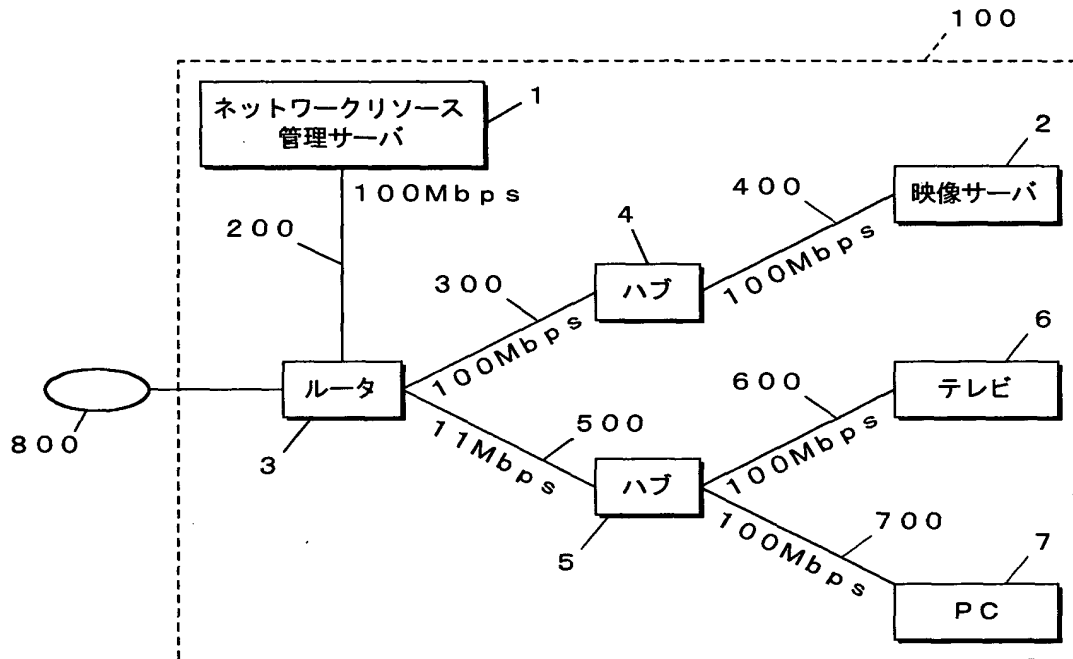 １００
ネットワークリソース
管理サーバ
１
１００Ｍｂｐｓ
２００
２
映像サーバ
４００
１００Ｍｂｐｓ
４
ハブ
３００
１００Ｍｂｐｓ
８００
ルータ
３
６
テレビ
６００
１００Ｍｂｐｓ
５００
１１Ｍｂｐｓ
ハブ
５
７００
１００Ｍｂｐｓ
７
ＰＣ